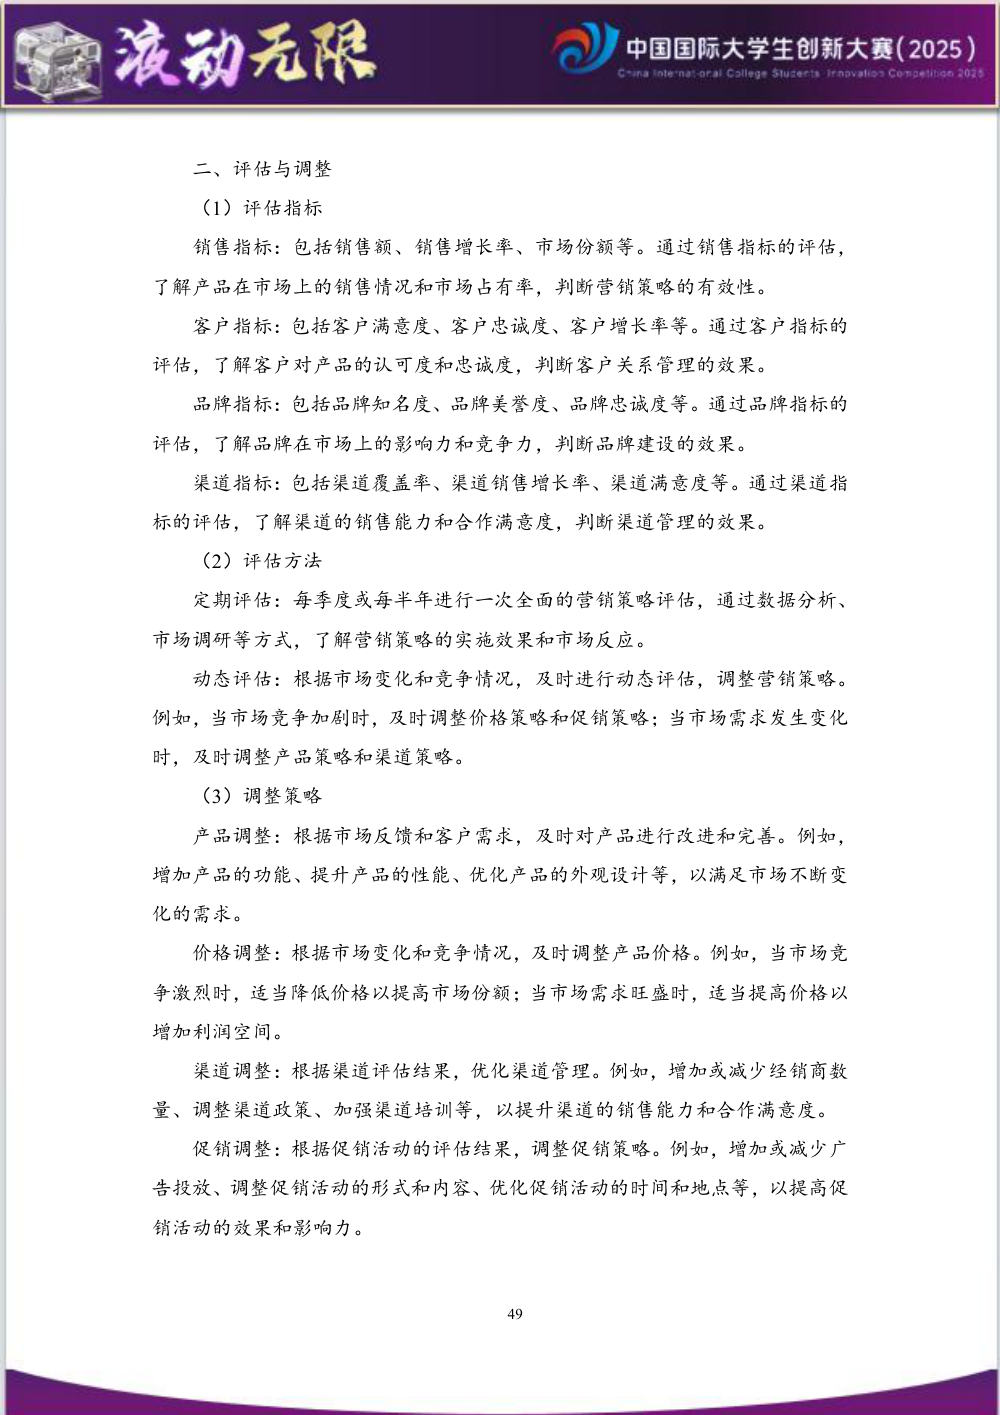 液动无限
中国国际大学生创新大赛(2025)
China International College Students' Innovation Competition 2025
二、评估与调整
（1）评估指标
销售指标：包括销售额、销售增长率、市场份额等。通过销售指标的评估，
了解产品在市场上的销售情况和市场占有率，判断营销策略的有效性。
客户指标：包括客户满意度、客户忠诚度、客户增长率等。通过客户指标的
评估，了解客户对产品的认可度和忠诚度，判断客户关系管理的效果。
品牌指标：包括品牌知名度、品牌美誉度、品牌忠诚度等。通过品牌指标的
评估，了解品牌在市场上的影响力和竞争力，判断品牌建设的效果。
渠道指标：包括渠道覆盖率、渠道销售增长率、渠道满意度等。通过渠道指
标的评估，了解渠道的销售能力和合作满意度，判断渠道管理的效果。
（2）评估方法
定期评估：每季度或每半年进行一次全面的营销策略评估，通过数据分析、
市场调研等方式，了解营销策略的实施效果和市场反应。
动态评估：根据市场变化和竞争情况，及时进行动态评估，调整营销策略。
例如，当市场竞争加剧时，及时调整价格策略和促销策略；当市场需求发生变化
时，及时调整产品策略和渠道策略。
（3）调整策略
产品调整：根据市场反馈和客户需求，及时对产品进行改进和完善。例如，
增加产品的功能、提升产品的性能、优化产品的外观设计等，以满足市场不断变
化的需求。
价格调整：根据市场变化和竞争情况，及时调整产品价格。例如，当市场竞
争激烈时，适当降低价格以提高市场份额；当市场需求旺盛时，适当提高价格以
增加利润空间。
渠道调整：根据渠道评估结果，优化渠道管理。例如，增加或减少经销商数
量、调整渠道政策、加强渠道培训等，以提升渠道的销售能力和合作满意度。
促销调整：根据促销活动的评估结果，调整促销策略。例如，增加或减少广
告投放、调整促销活动的形式和内容、优化促销活动的时间和地点等，以提高促
销活动的效果和影响力。
49